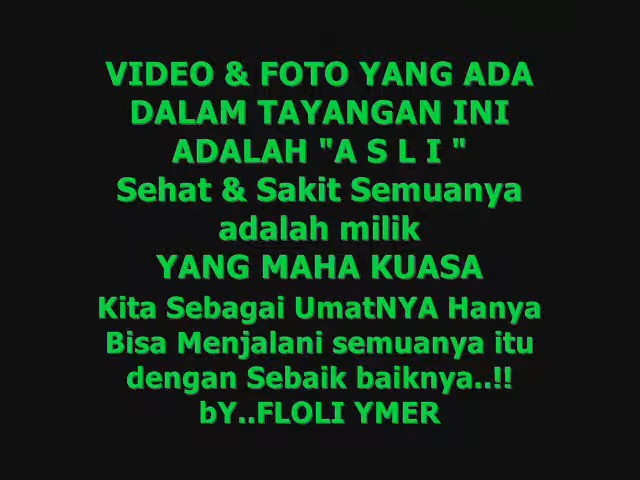 VIDEO & FOTO YANG ADA
DALAM TAYANGAN INI
ADALAH "A S L I "
Sehat & Sakit Semuanya
adalah milik
YANG MAHA KUASA
Kita Sebagai UmatNYA Hanya
Bisa Menjalani semuanya itu
dengan Sebaik baiknya..!!
bY..FLOLI YMER